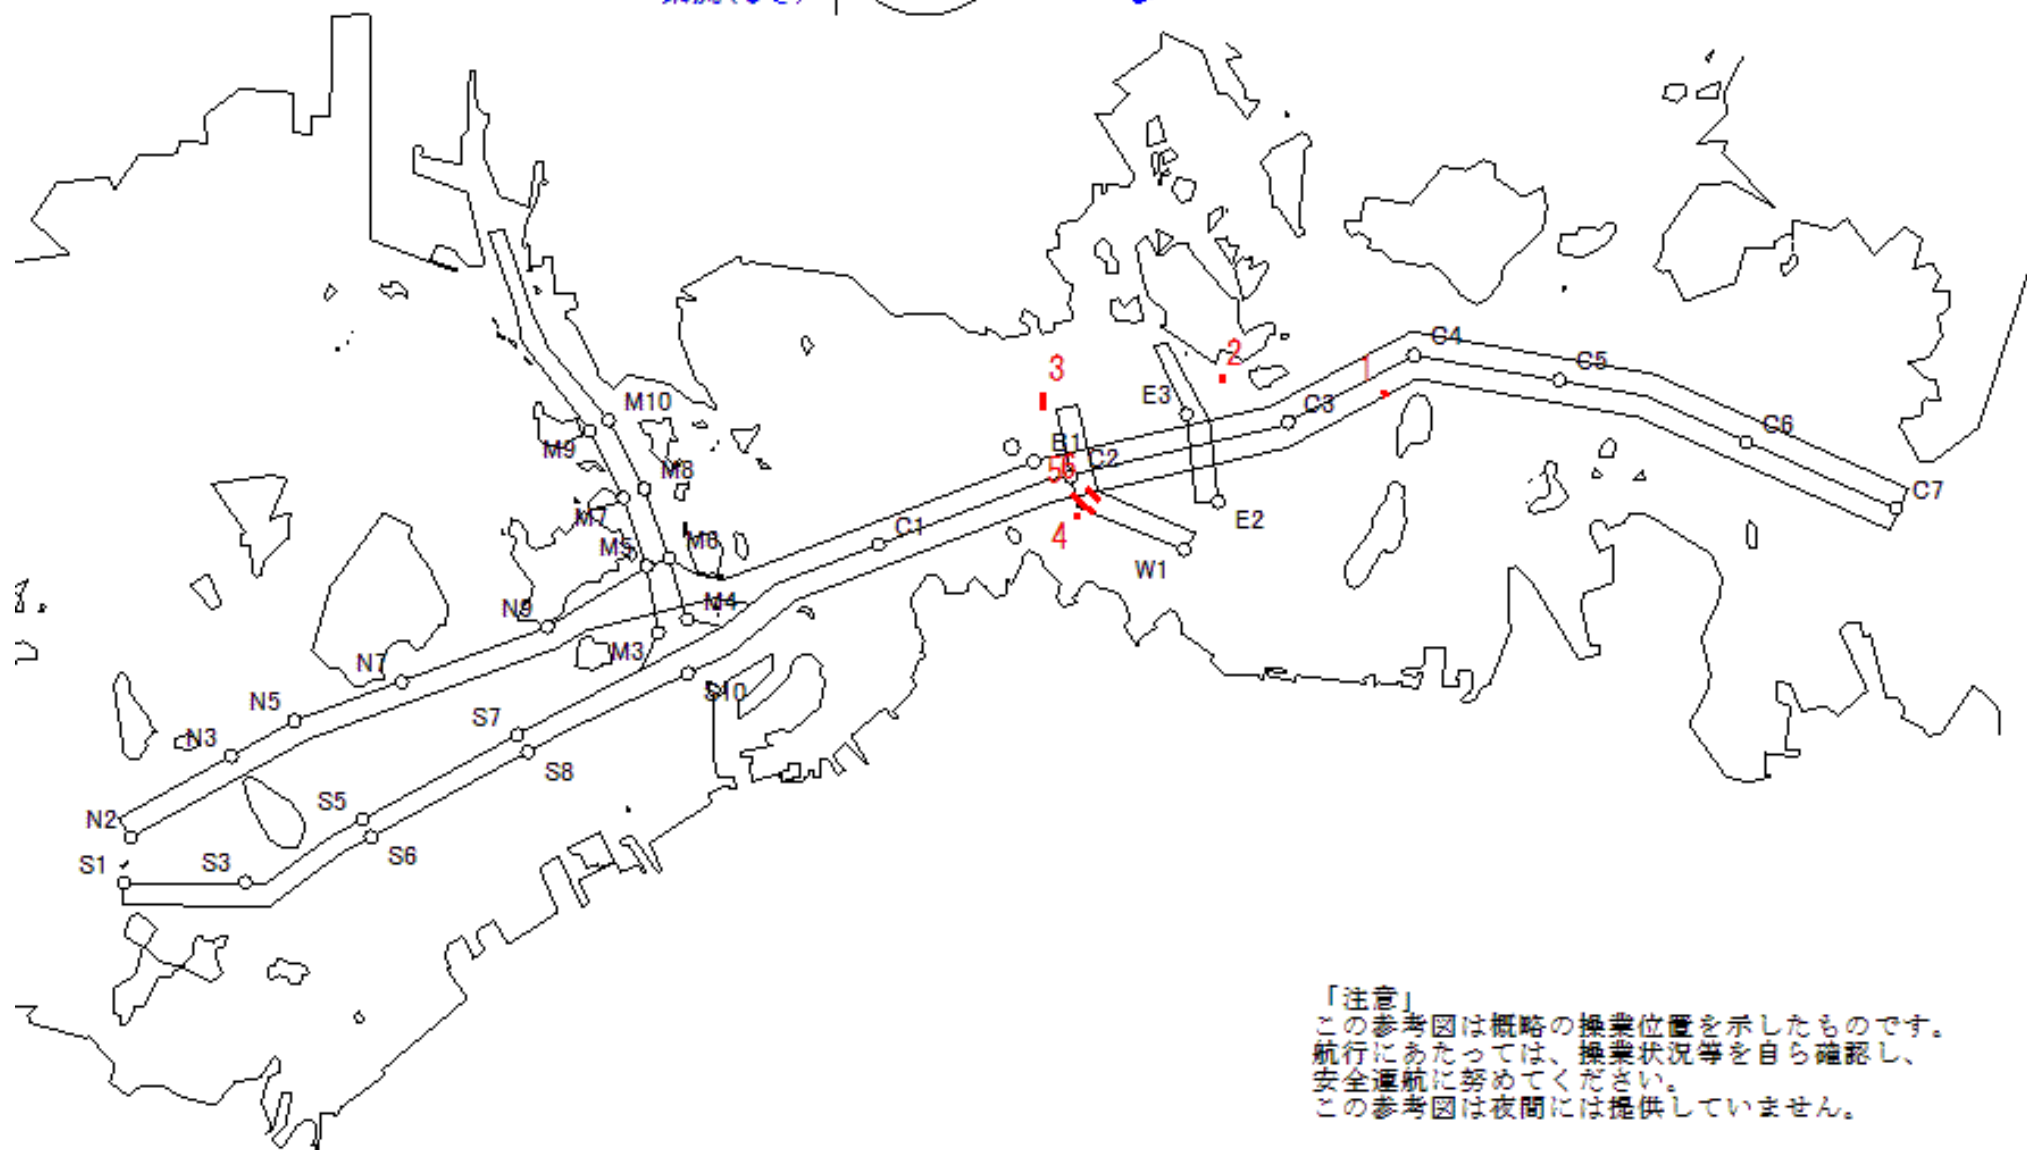 3
2
1
C4
C5
E3
C3
M10
B1
C2
56
C6
M9
M8
C7
M7
E2
C1
4
M5
M6
W1
N9
M4
N7
M3
S10
N5
S7
N3
S8
S5
N2
S6
S1
S3
「注意」
この参考図は概略の操業位置を示したものです。
航行にあたっては、操業状況等を自ら確認し、
安全運航に努めてください。
この参考図は夜間には提供していません。